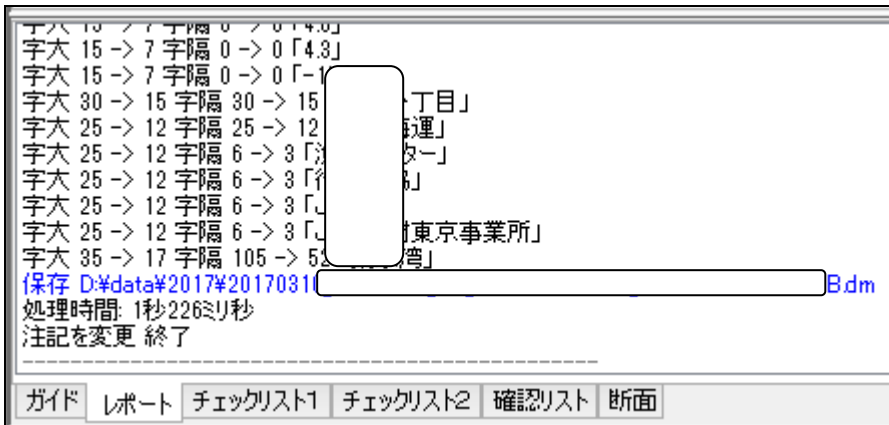 字大 15 -> 7 字隔 0 -> 0「4.3」
字大 15 -> 7 字隔 0 -> 0「-1
字大 30 -> 15 字隔 30 -> 15 丁目」
字大 25 -> 12 字隔 25 -> 12 海運」
字大 25 -> 12 字隔 6 -> 3「 ター」
字大 25 -> 12 字隔 6 -> 3「 」
字大 25 -> 12 字隔 6 -> 3「
字大 25 -> 12 字隔 6 -> 3「 東京事業所」
字大 35 -> 17 字隔 105 -> 52 湾」
保存 D:¥data¥2017¥2017031 B.dm
処理時間: 1秒226ミリ秒
注記を変更 終了
------------------------------------------------
ガイド レポート チェックリスト1 チェックリスト2 確認リスト 断面